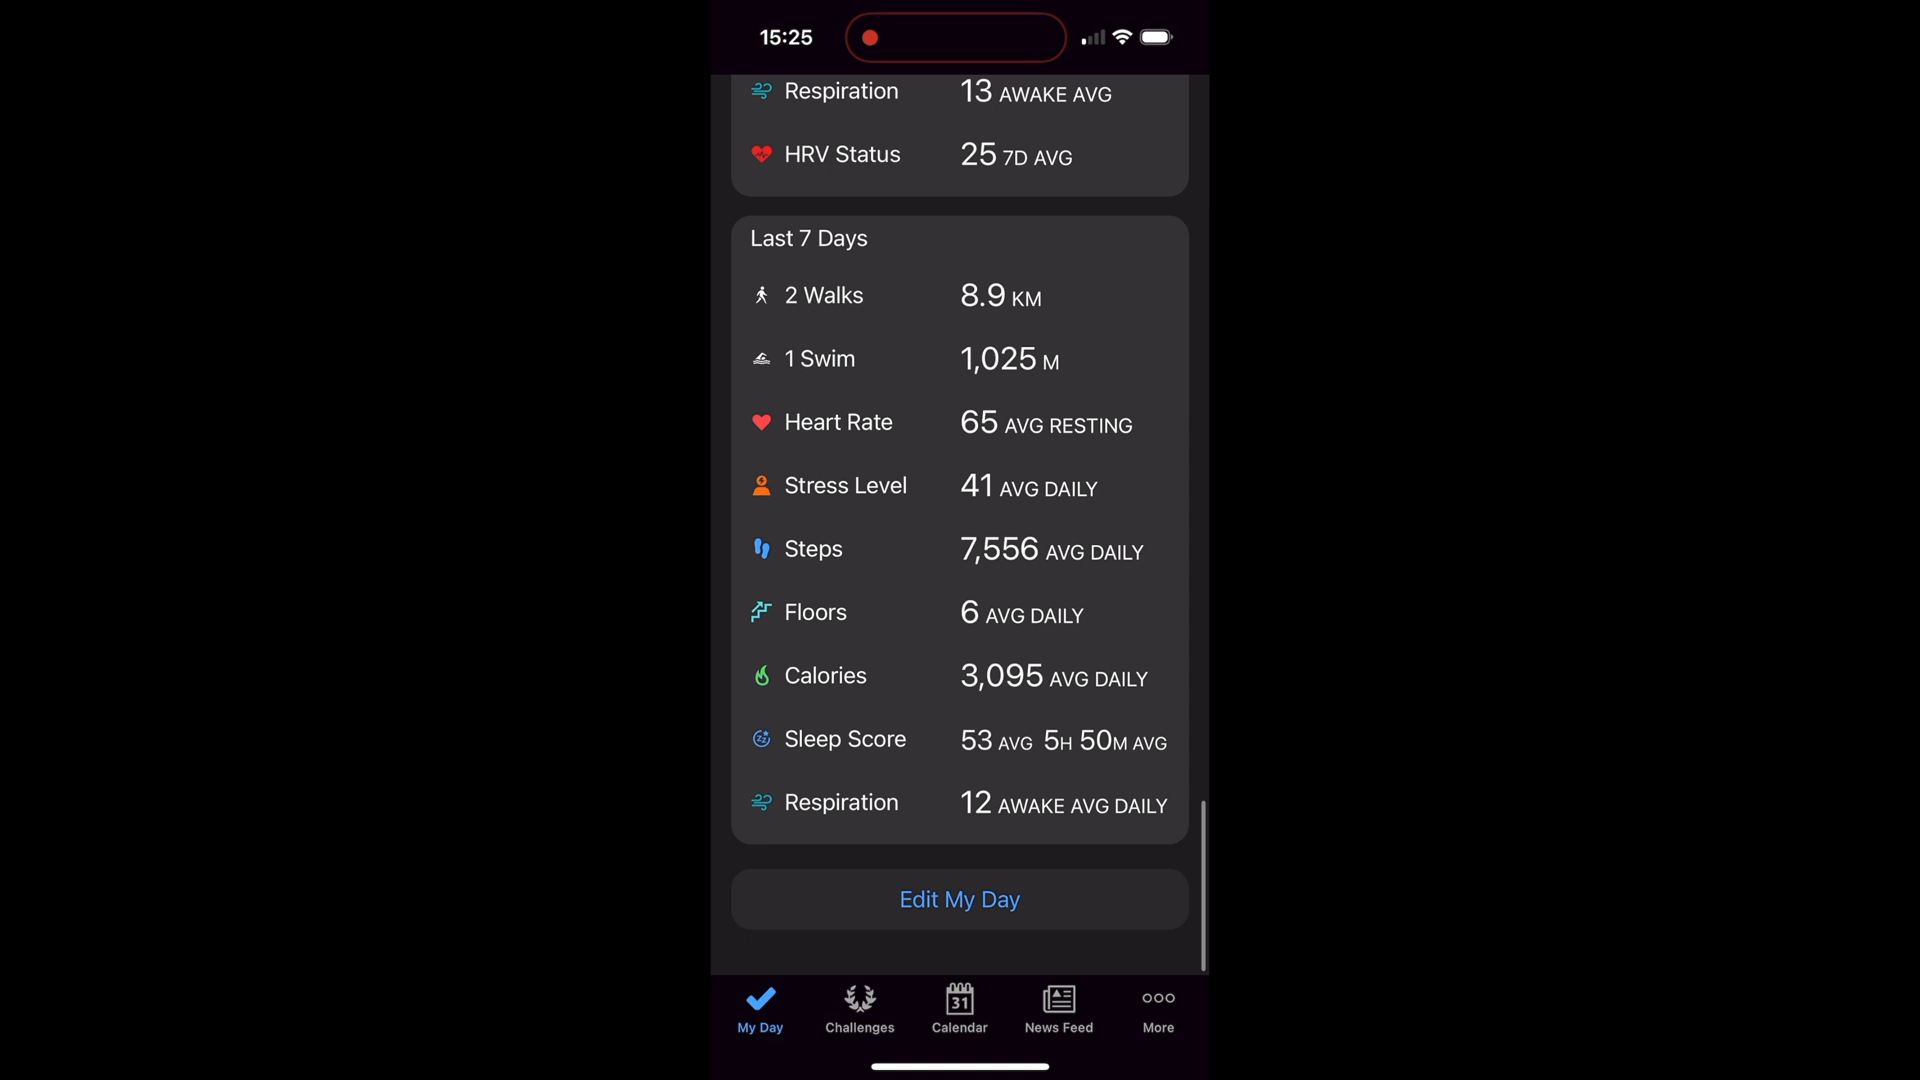 15:25
Respiration 13 AWAKE AVG
HRV Status 25 7D AVG
Last 7 Days
2 Walks 8.9 KM
1 Swim 1,025 M
Heart Rate 65 AVG RESTING
Stress Level 41 AVG DAILY
Steps 7,556 AVG DAILY
Floors 6 AVG DAILY
Calories 3,095 AVG DAILY
Sleep Score 53 AVG 5H 50M AVG
Respiration 12 AWAKE AVG DAILY
Edit My Day
31
My Day Challenges Calendar News Feed More